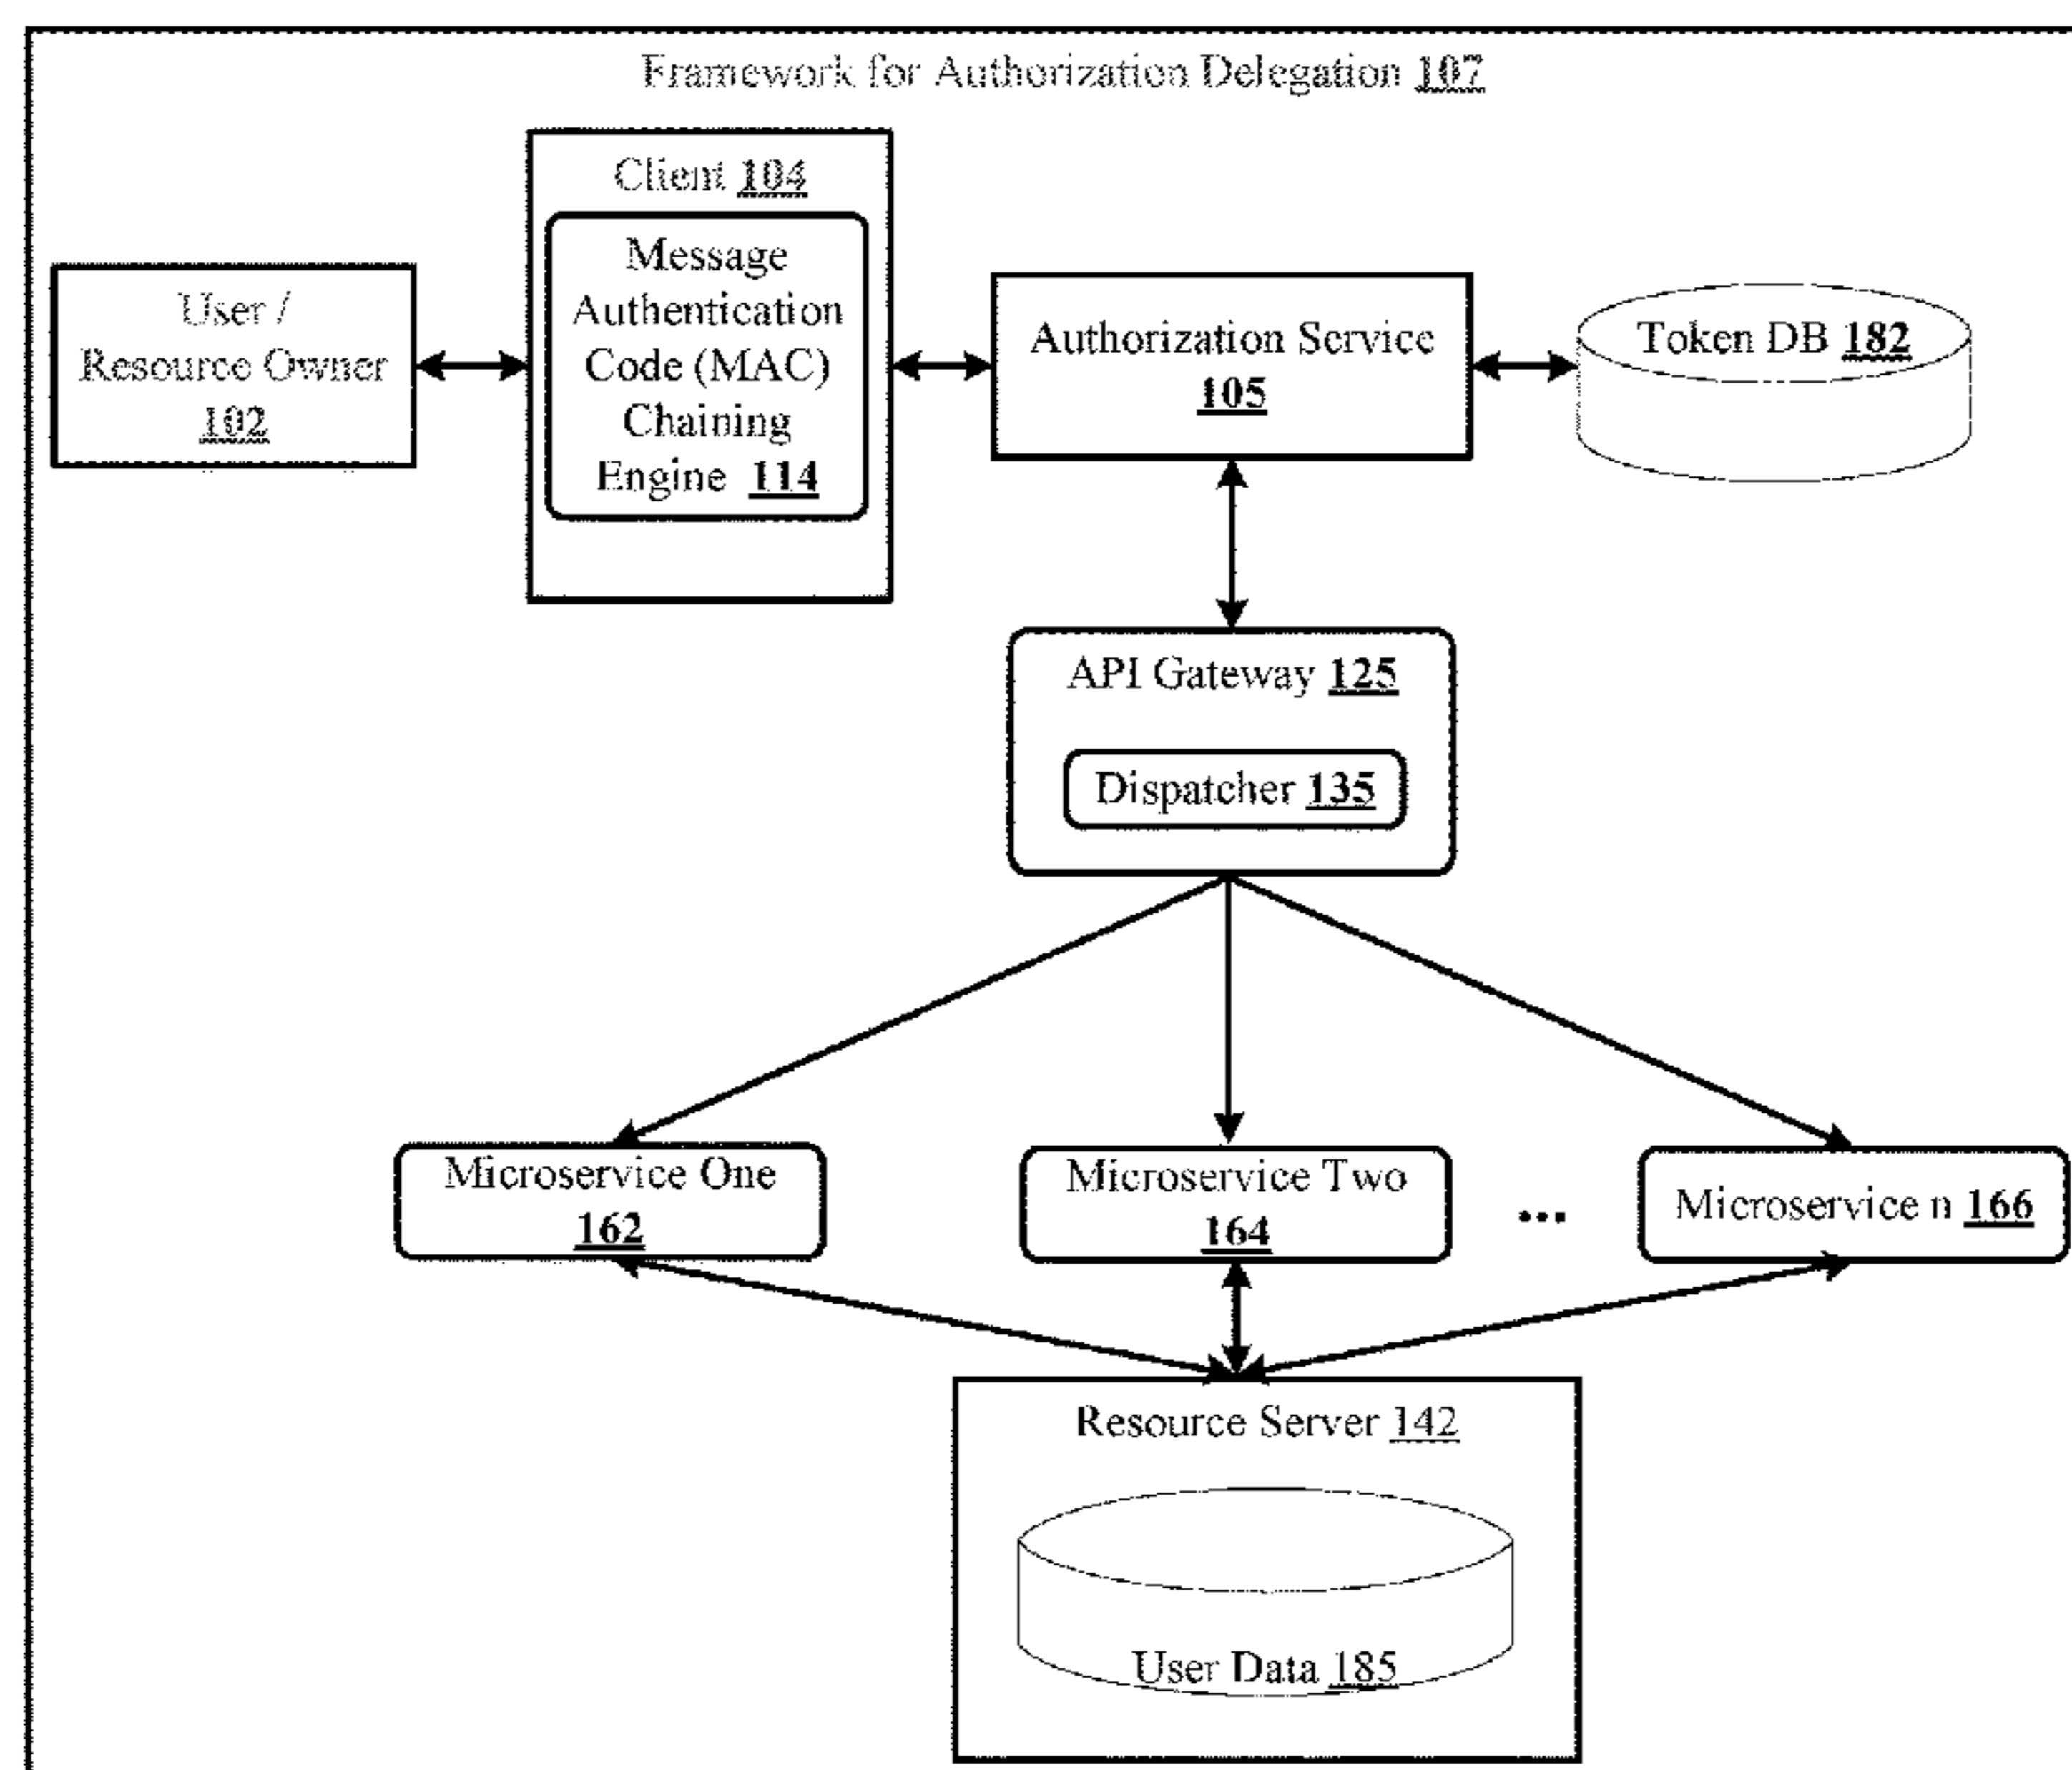 Framework for Authorization Delegation 107
Client 104
Message
Authentication
Code (MAC)
Chaining
Engine 114
User /
Resource Owner
102
Authorization Service
105
Token DB 182
API Gateway 125
Dispatcher 135
Microservice One
162
Microservice Two
164
...
Microservice n 166
Resource Server 142
User Data 185